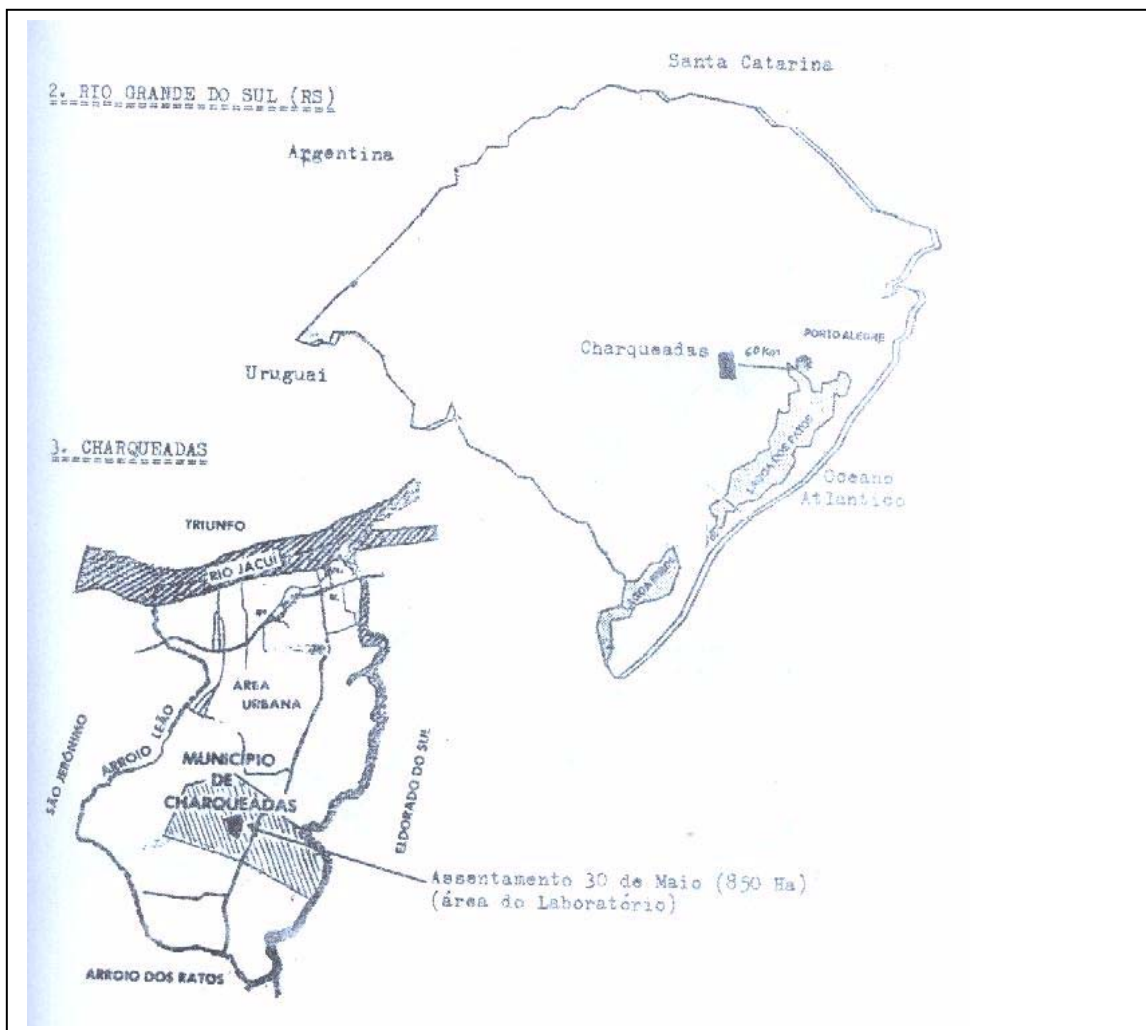 Santa Catarina
2. RIO GRANDE DO SUL (RS)
Argentina
PORTO ALEGRE
Charqueadas
60Km
Uruguai
LAGOA DOS PATOS
Oceano
Atlantico
3. CHARQUEADAS
TRIUNFO
RIO JACUÍ
ÁREA
URBANA
ARROIO LEÃO
SÃO JERÔNIMO
MUNICÍPIO
DE
CHARQUEADAS
ELDORADO DO SUL
Assentamento 30 de Maio (850 Ha)
(área do Laboratório)
ARROIO DOS RATOS